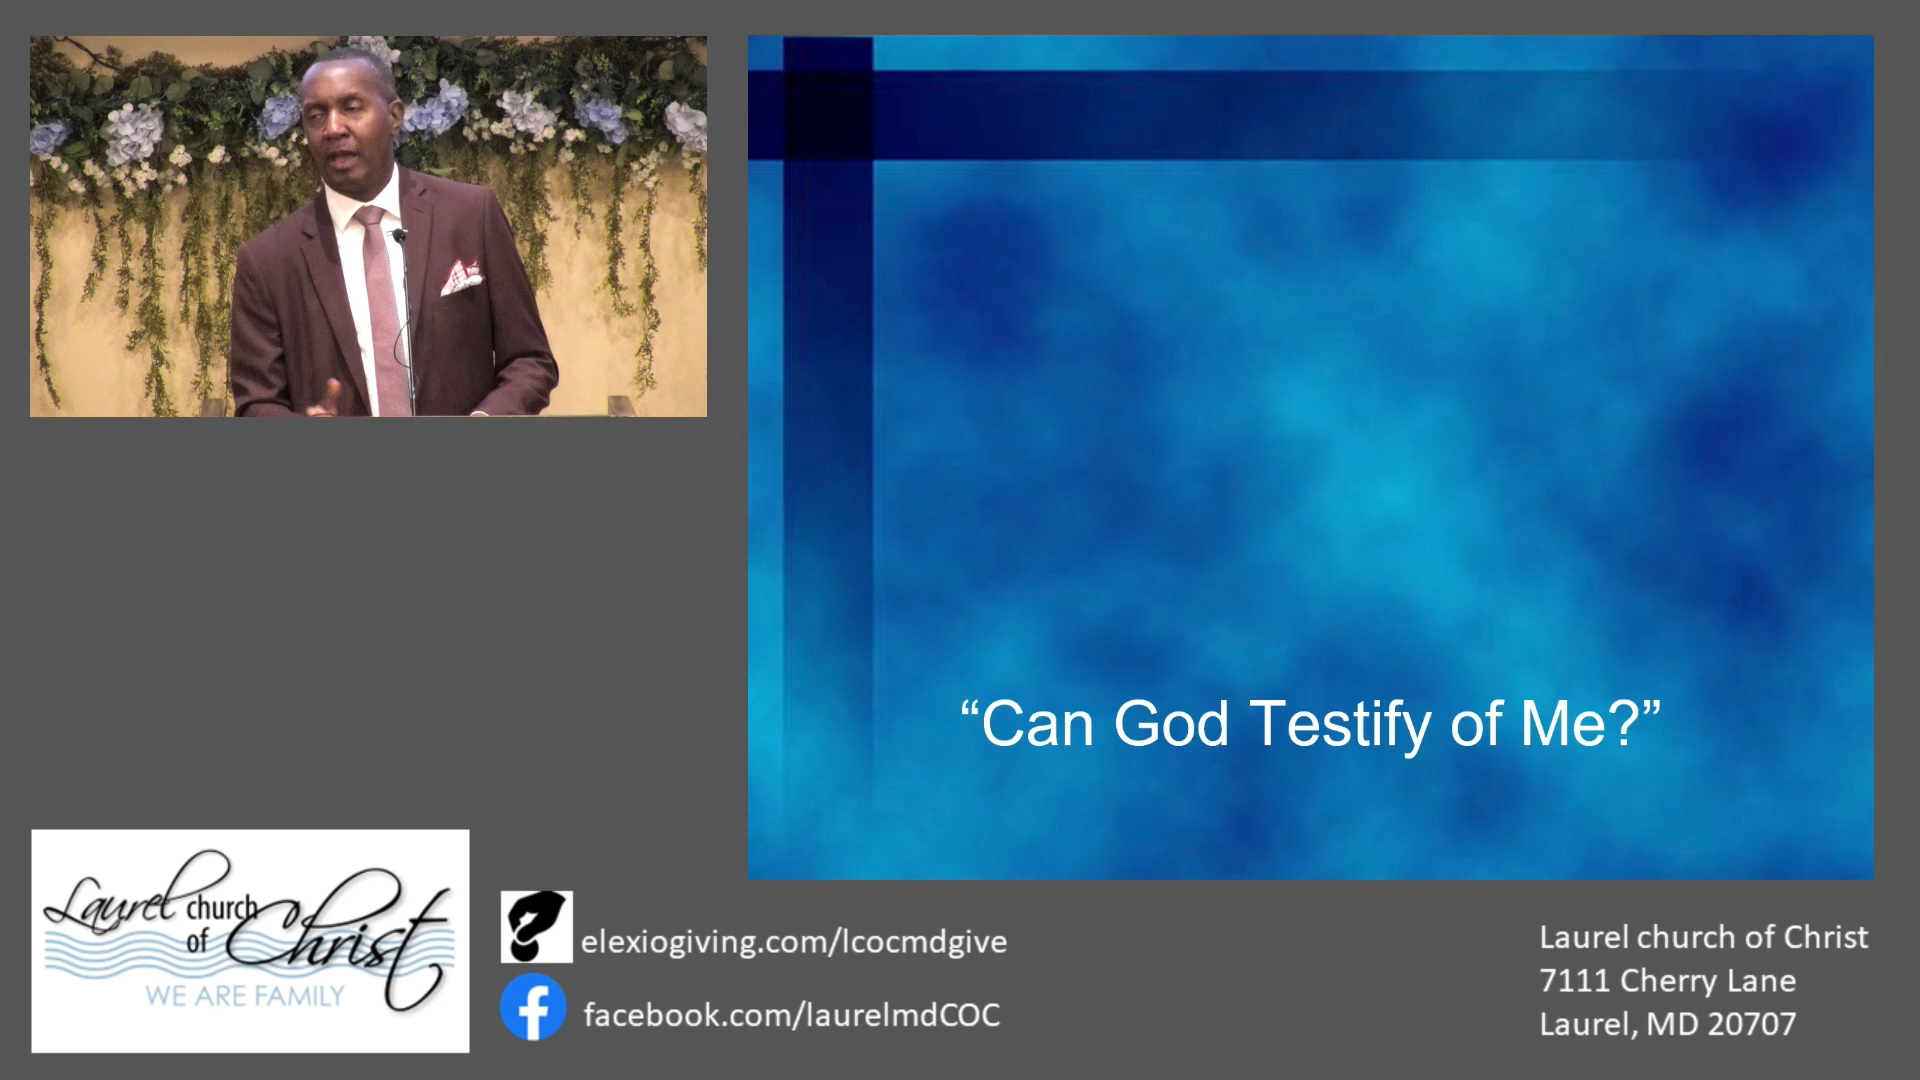 “Can God Testify of Me?”
Laurel church of Christ
WE ARE FAMILY
elexiogiving.com/lcocmdgive
facebook.com/laurelmdCOC
Laurel church of Christ
7111 Cherry Lane
Laurel, MD 20707